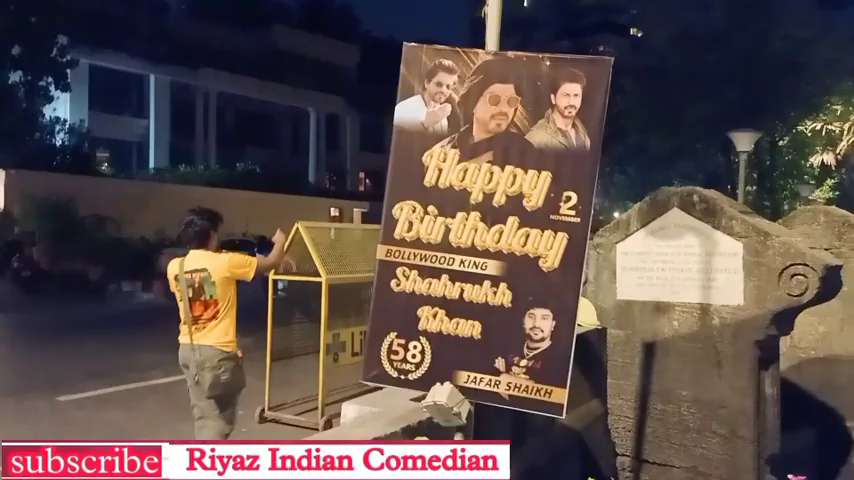 Happy
2
NOVEMBER
Birthday
BOLLYWOOD KING
Shahrukh
Khan
58
YEARS
JAFAR SHAIKH
subscribe
Riyaz Indian Comedian